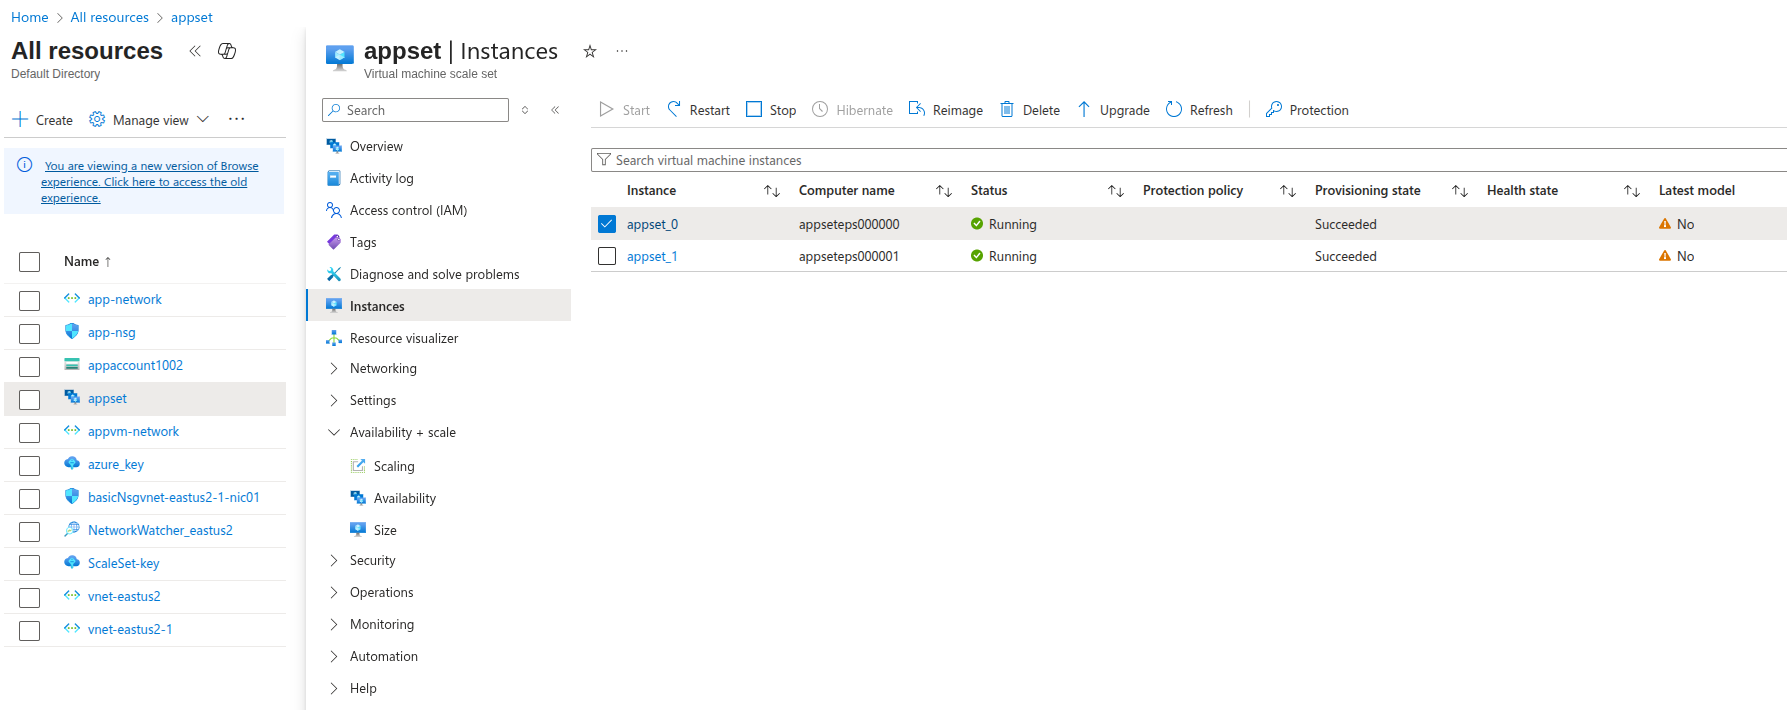 Home > All resources > appset
All resources
Default Directory
Create Manage view ...
You are viewing a new version of Browse
experience. Click here to access the old
experience.
Name ↑
app-network
app-nsg
appaccount1002
appset
appvm-network
azure_key
basicNsgvnet-eastus2-1-nic01
NetworkWatcher_eastus2
ScaleSet-key
vnet-eastus2
vnet-eastus2-1
appset | Instances ...
Virtual machine scale set
Search
Overview
Activity log
Access control (IAM)
Tags
Diagnose and solve problems
Instances
Resource visualizer
Networking
Settings
Availability + scale
Scaling
Availability
Size
Security
Operations
Monitoring
Automation
Help
Start Restart Stop Hibernate Reimage Delete Upgrade Refresh Protection
Search virtual machine instances
Instance Computer name Status Protection policy Provisioning state Health state Latest model
appset_0 appseteps000000 Running Succeeded No
appset_1 appseteps000001 Running Succeeded No